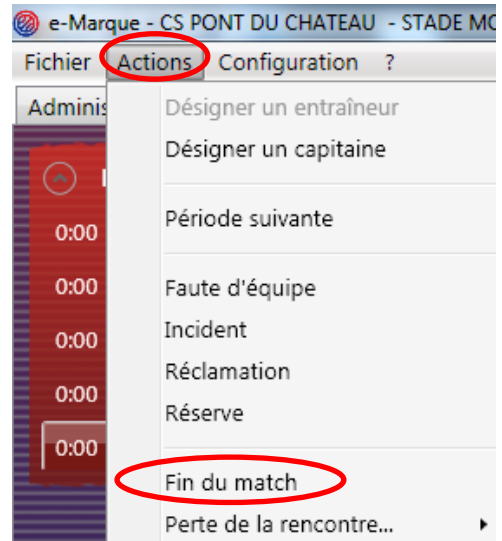 e-Marque - CS PONT DU CHATEAU - STADE MO
Fichier Actions Configuration ?
Adminis
Désigner un entraîneur
Désigner un capitaine
0:00
Période suivante
0:00
Faute d'équipe
0:00
Incident
Réclamation
0:00
Réserve
0:00
Fin du match
Perte de la rencontre...